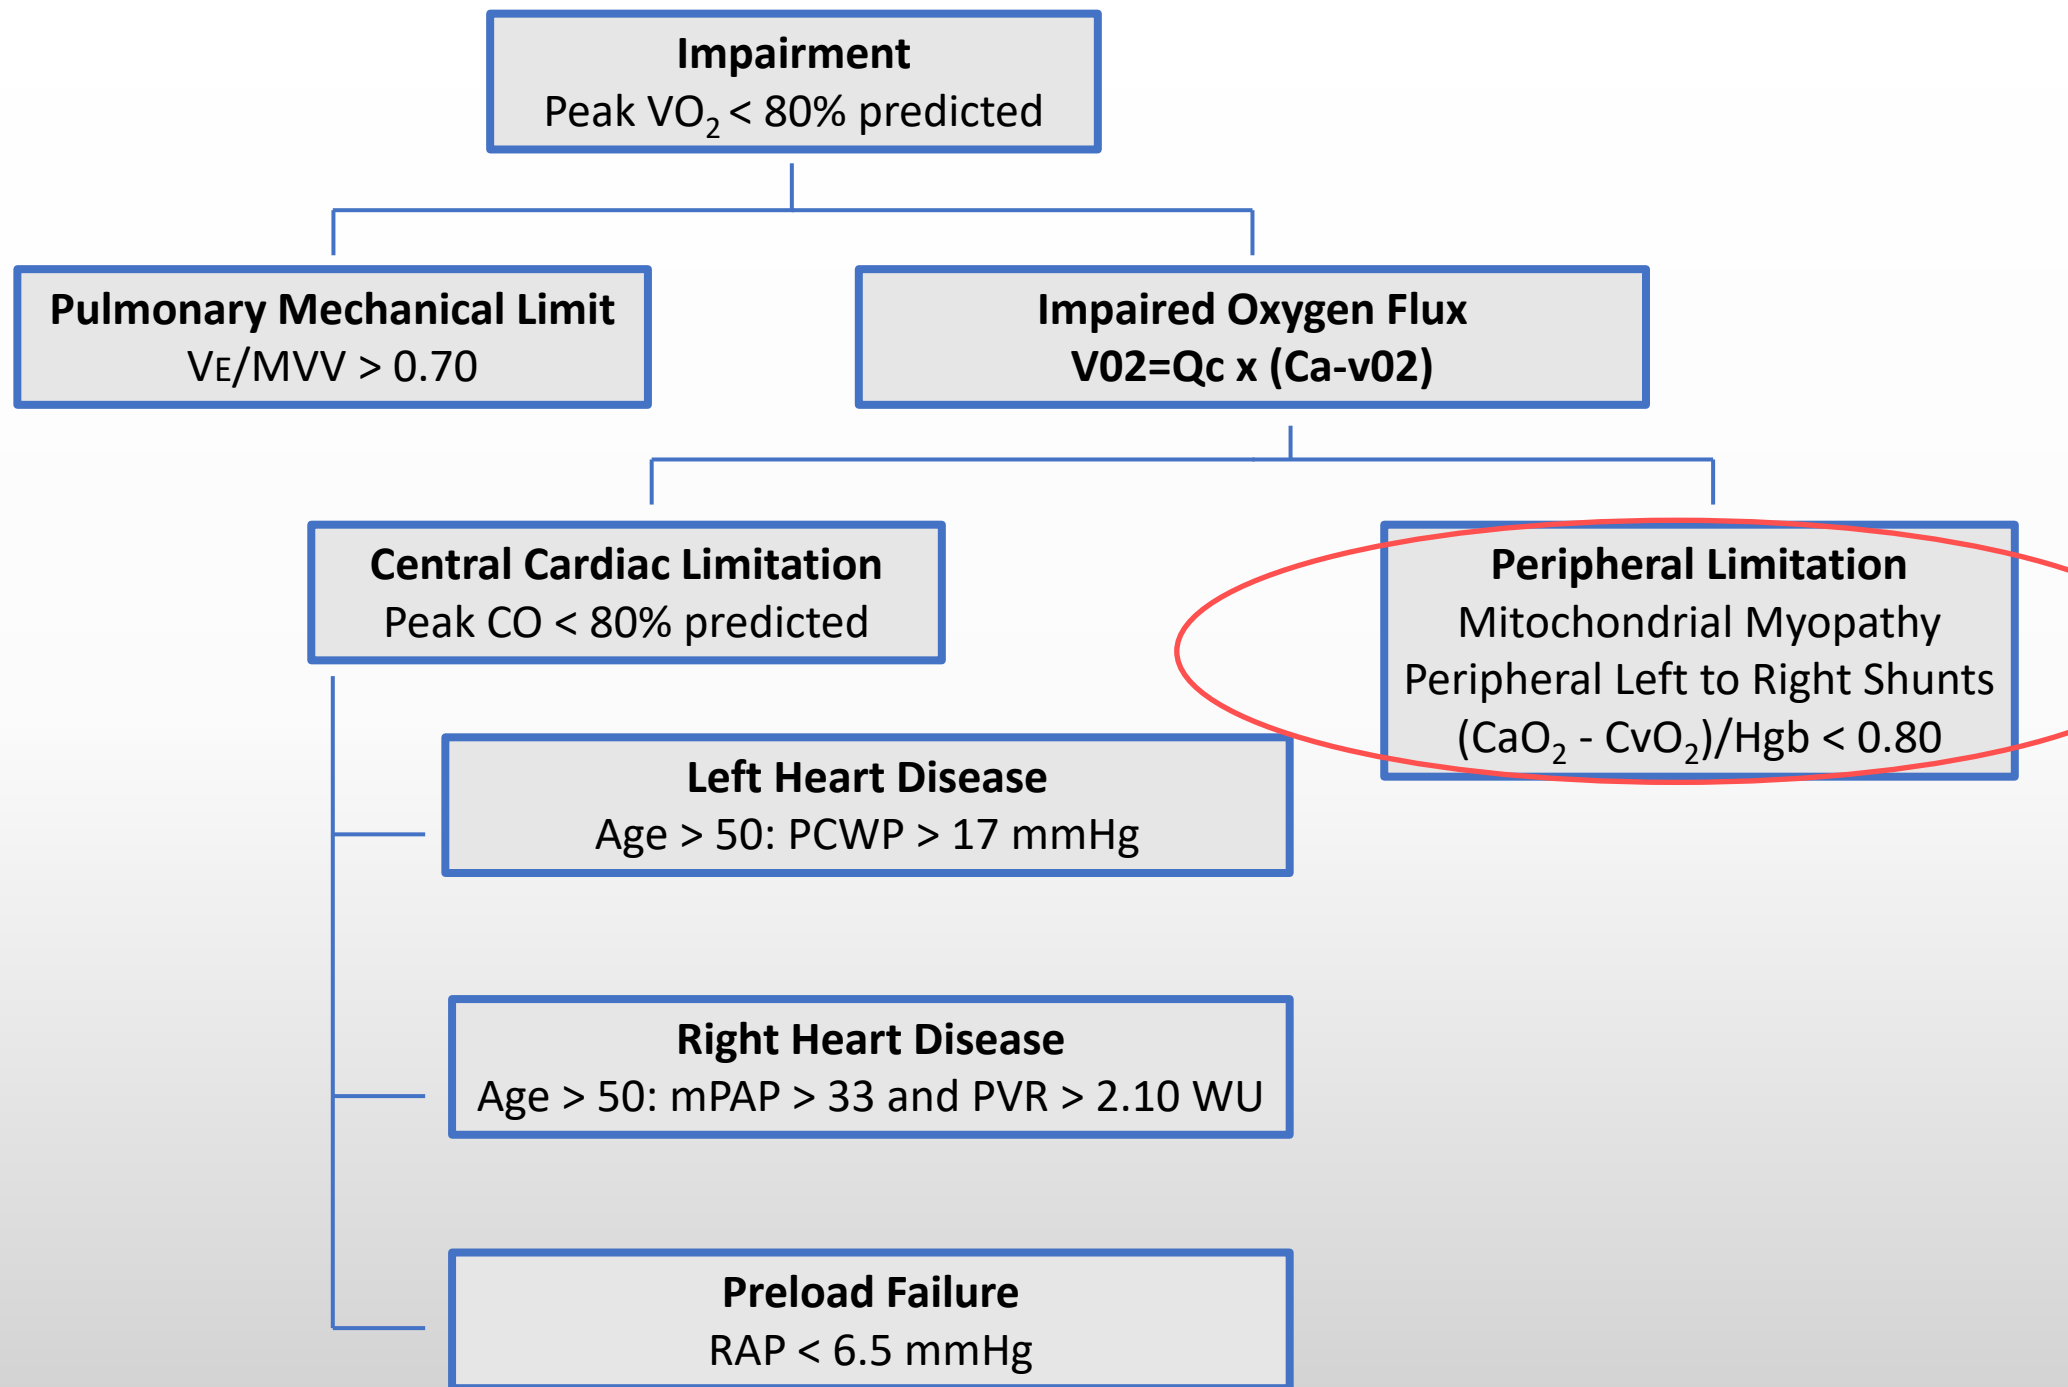 Impairment
Peak VO₂ < 80% predicted
Pulmonary Mechanical Limit
VE/MVV > 0.70
Impaired Oxygen Flux
V02=Qc x (Ca-v02)
Central Cardiac Limitation
Peak CO < 80% predicted
Peripheral Limitation
Mitochondrial Myopathy
Peripheral Left to Right Shunts
(CaO₂ - CvO₂)/Hgb < 0.80
Left Heart Disease
Age > 50: PCWP > 17 mmHg
Right Heart Disease
Age > 50: mPAP > 33 and PVR > 2.10 WU
Preload Failure
RAP < 6.5 mmHg